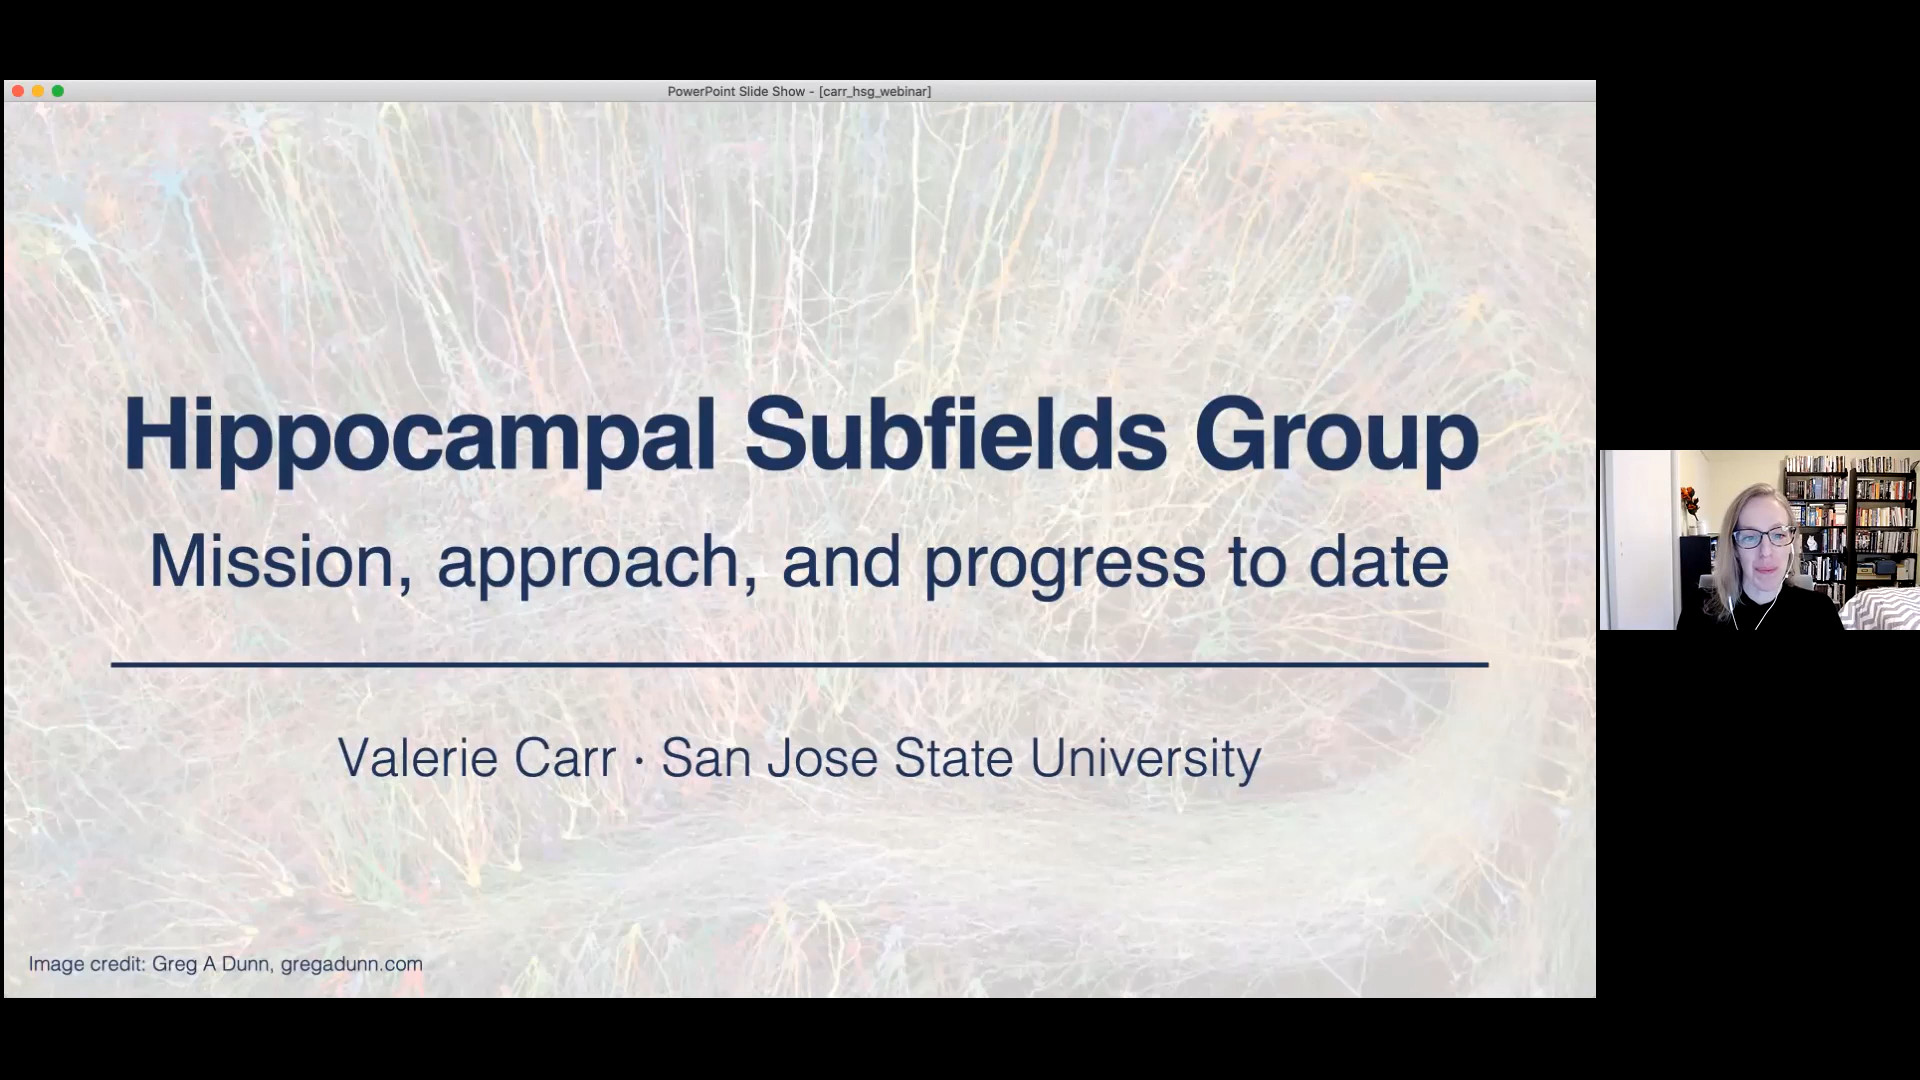 PowerPoint Slide Show - [carr_hsg_webinar]
Hippocampal Subfields Group
Mission, approach, and progress to date
Valerie Carr · San Jose State University
Image credit: Greg A Dunn, gregadunn.com